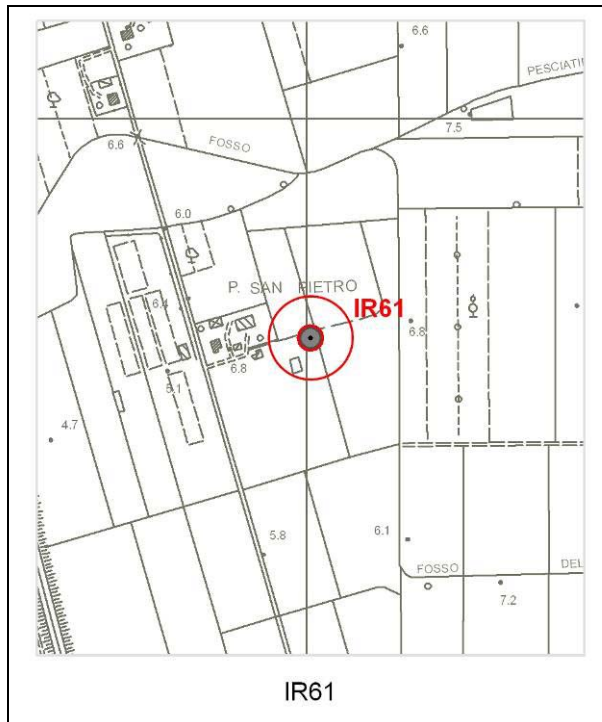 6.6
PESCIATI
7.5
6.6
FOSSO
6.0
P. SAN PIETRO
IR61
6.4
6.8
6.8
5.1
4.7
5.8
6.1
FOSSO
DEL
7.2
IR61